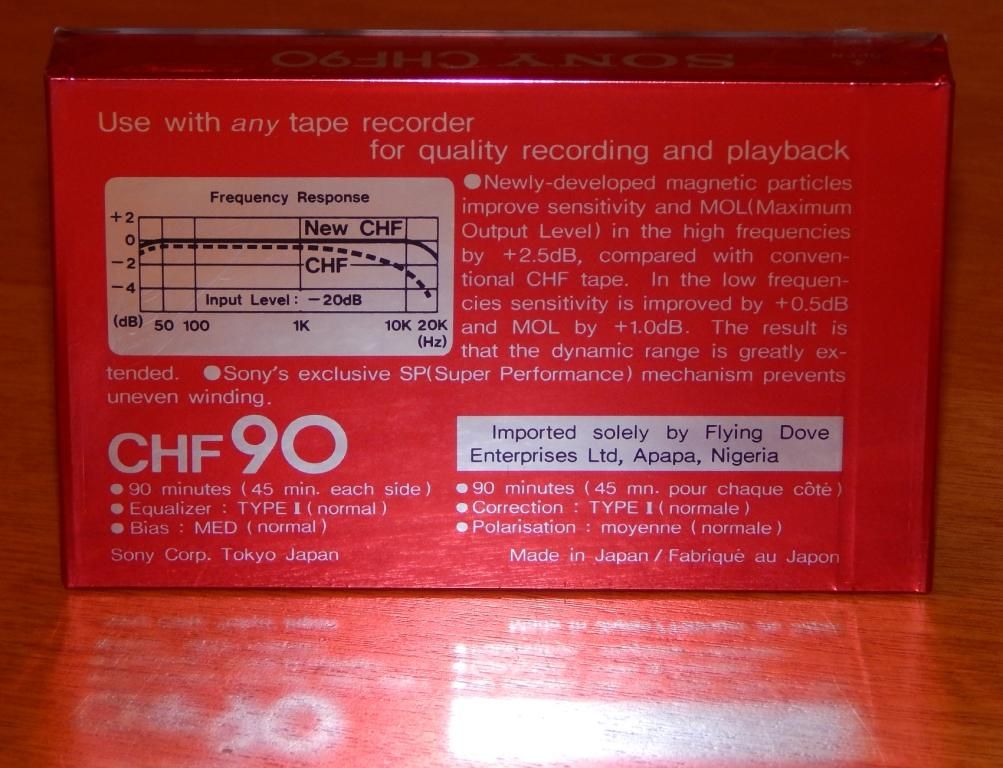 SONY CHF90
OPEN
Use with any tape recorder
for quality recording and playback
Frequency Response
+2
0
−2
−4
(dB)
New CHF
CHF
Input Level: −20dB
50 100 1K 10K 20K
(Hz)
●Newly-developed magnetic particles
improve sensitivity and MOL(Maximum
Output Level) in the high frequencies
by +2.5dB, compared with conven-
tional CHF tape. In the low frequen-
cies sensitivity is improved by +0.5dB
and MOL by +1.0dB. The result is
that the dynamic range is greatly ex-
tended. ●Sony's exclusive SP(Super Performance) mechanism prevents
uneven winding.
CHF90
● 90 minutes (45 min. each side)
● Equalizer : TYPE I (normal)
● Bias : MED (normal)
Sony Corp. Tokyo Japan
Imported solely by Flying Dove
Enterprises Ltd, Apapa, Nigeria
● 90 minutes (45 mn. pour chaque côté)
● Correction : TYPE I (normale)
● Polarisation : moyenne (normale)
Made in Japan / Fabriqué au Japon